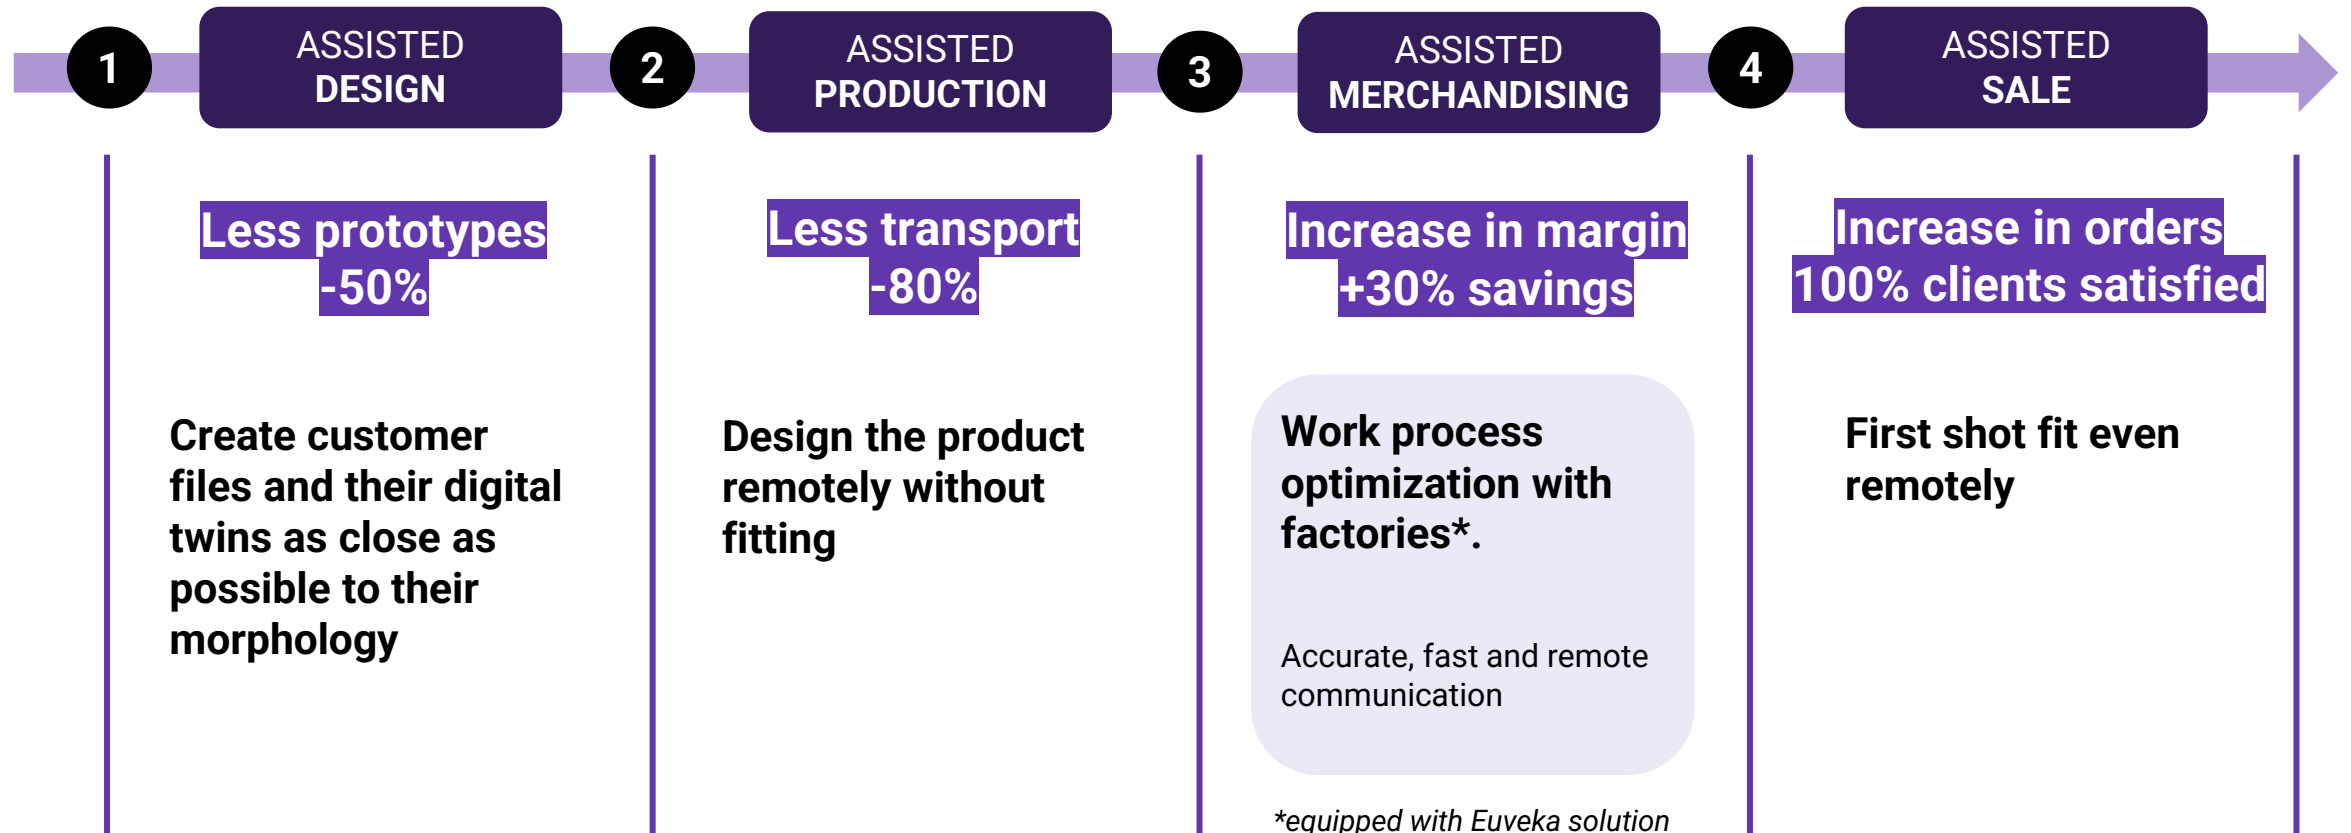 1
ASSISTED
DESIGN
2
ASSISTED
PRODUCTION
3
ASSISTED
MERCHANDISING
4
ASSISTED
SALE
Less prototypes
-50%
Create customer
files and their digital
twins as close as
possible to their
morphology
Less transport
-80%
Design the product
remotely without
fitting
Increase in margin
+30% savings
Work process
optimization with
factories*.
Accurate, fast and remote
communication
*equipped with Euveka solution
Increase in orders
100% clients satisfied
First shot fit even
remotely